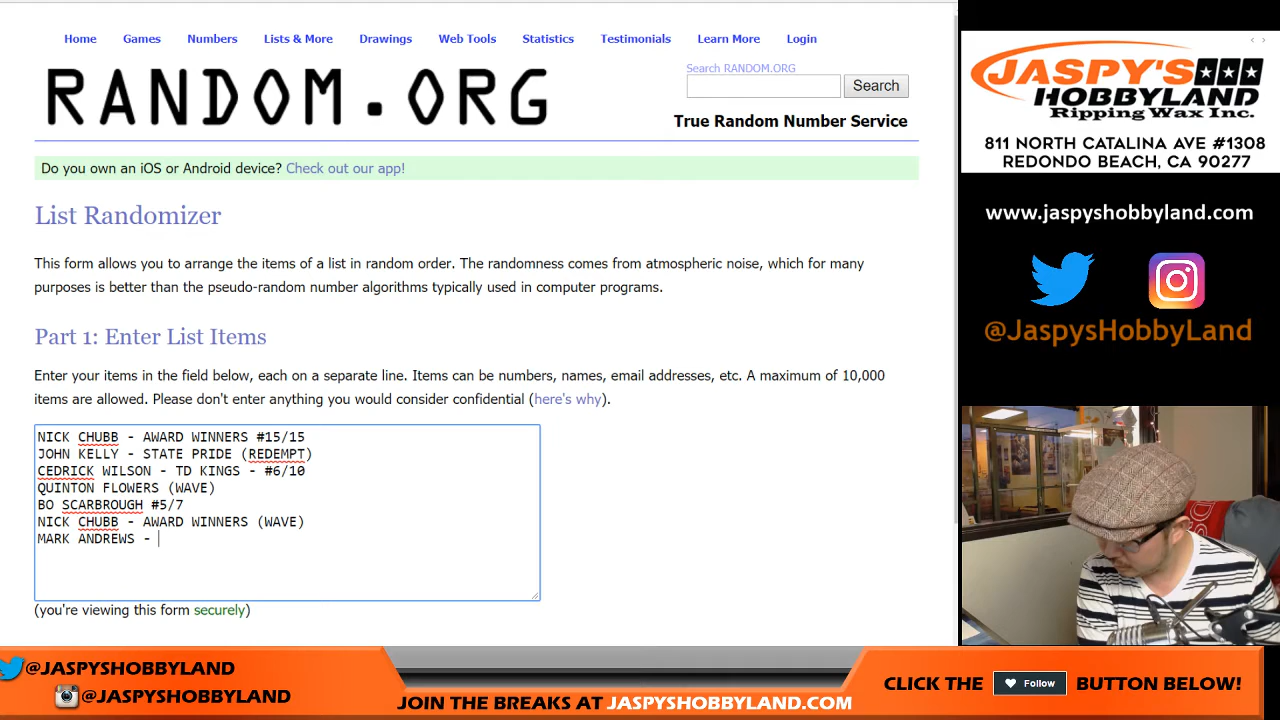 Home Games Numbers Lists & More Drawings Web Tools Statistics Testimonials Learn More Login
RANDOM.ORG
Search RANDOM.ORG
Search
True Random Number Service
Do you own an iOS or Android device? Check out our app!
List Randomizer
This form allows you to arrange the items of a list in random order. The randomness comes from atmospheric noise, which for many
purposes is better than the pseudo-random number algorithms typically used in computer programs.
Part 1: Enter List Items
Enter your items in the field below, each on a separate line. Items can be numbers, names, email addresses, etc. A maximum of 10,000
items are allowed. Please don't enter anything you would consider confidential (here's why).
NICK CHUBB - AWARD WINNERS #15/15
JOHN KELLY - STATE PRIDE (REDEMPT)
CEDRICK WILSON - TD KINGS - #6/10
QUINTON FLOWERS (WAVE)
BO SCARBROUGH #5/7
NICK CHUBB - AWARD WINNERS (WAVE)
MARK ANDREWS -
(you're viewing this form securely)
JASPY'S
HOBBYLAND
Ripping Wax Inc.
811 NORTH CATALINA AVE #1308
REDONDO BEACH, CA 90277
www.jaspyshobbyland.com
@JaspysHobbyLand
@JASPYSHOBBYLAND
@JASPYSHOBBYLAND
JOIN THE BREAKS AT JASPYSHOBBYLAND.COM
CLICK THE Follow BUTTON BELOW!